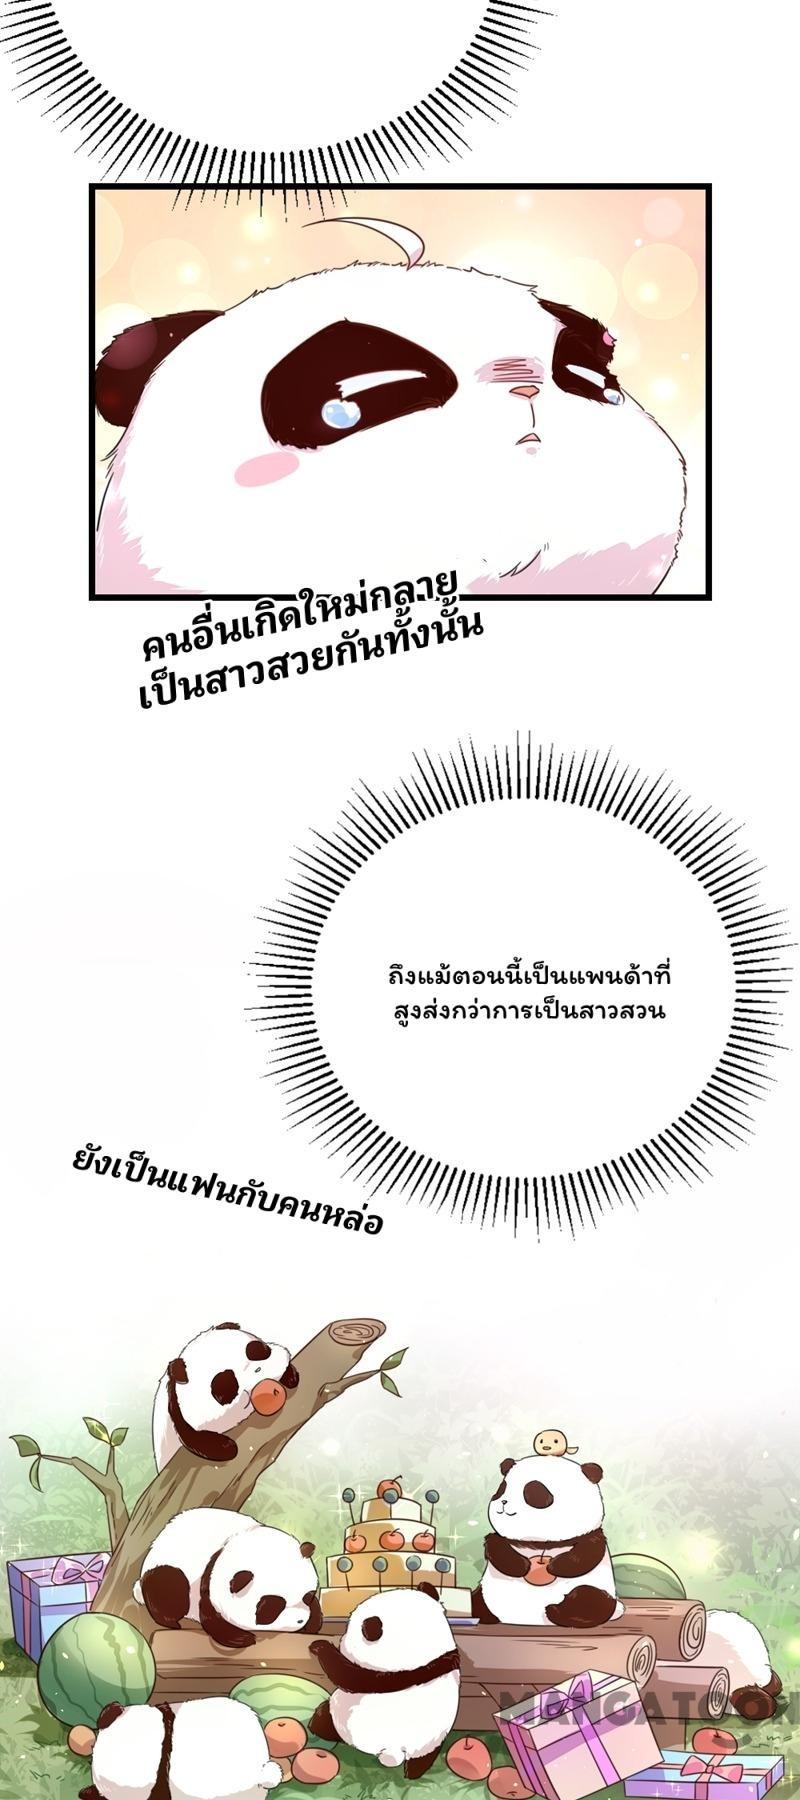 คนอื่นเกิดใหม่กลาย
เป็นสาวสวยกันทั้งนั้น
ถึงแม้ตอนนี้เป็นแพนด้าที่
สูงส่งกว่าการเป็นสาวสวน
ยังเป็นแฟนกับคนหล่อ
MANGATOON